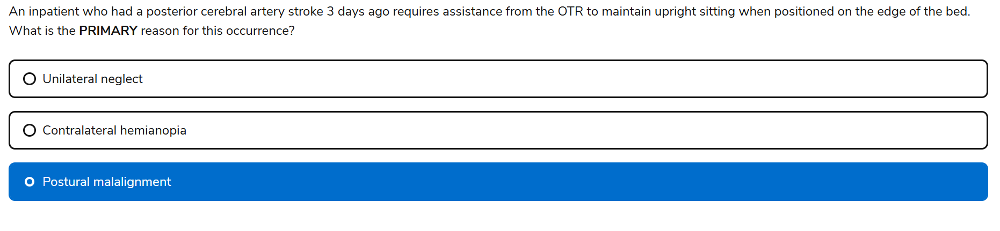 An inpatient who had a posterior cerebral artery stroke 3 days ago requires assistance from the OTR to maintain upright sitting when positioned on the edge of the bed.
What is the PRIMARY reason for this occurrence?
Unilateral neglect
Contralateral hemianopia
Postural malalignment